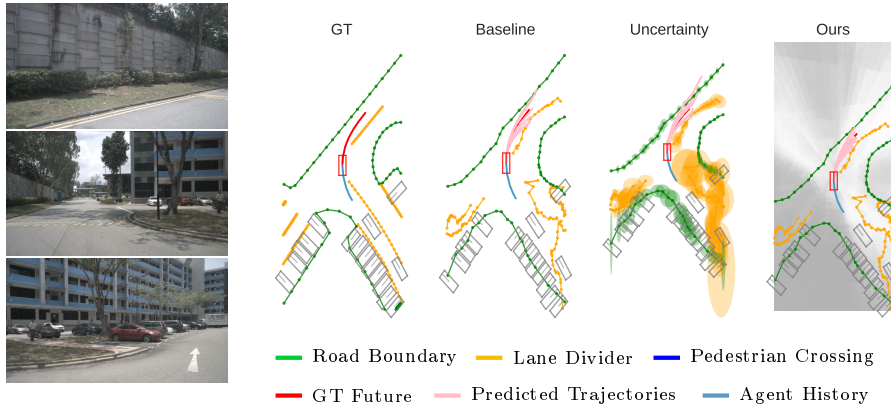 GT Baseline Uncertainty Ours
Road Boundary Lane Divider Pedestrian Crossing
GT Future Predicted Trajectories Agent History